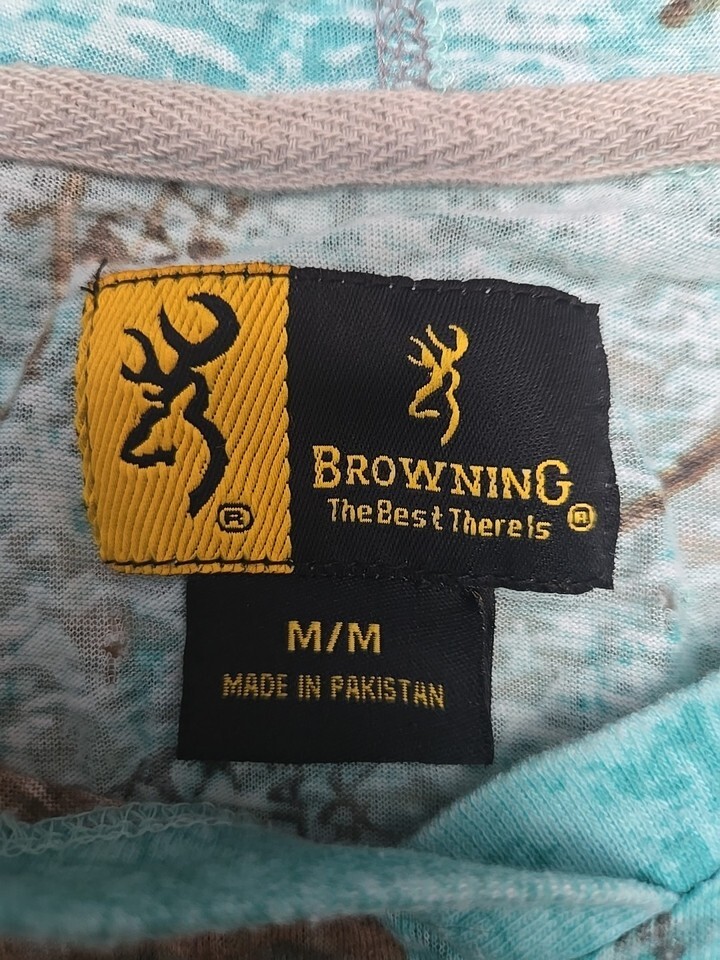 ®
BROWNING
The Best There Is ®
M/M
MADE IN PAKISTAN